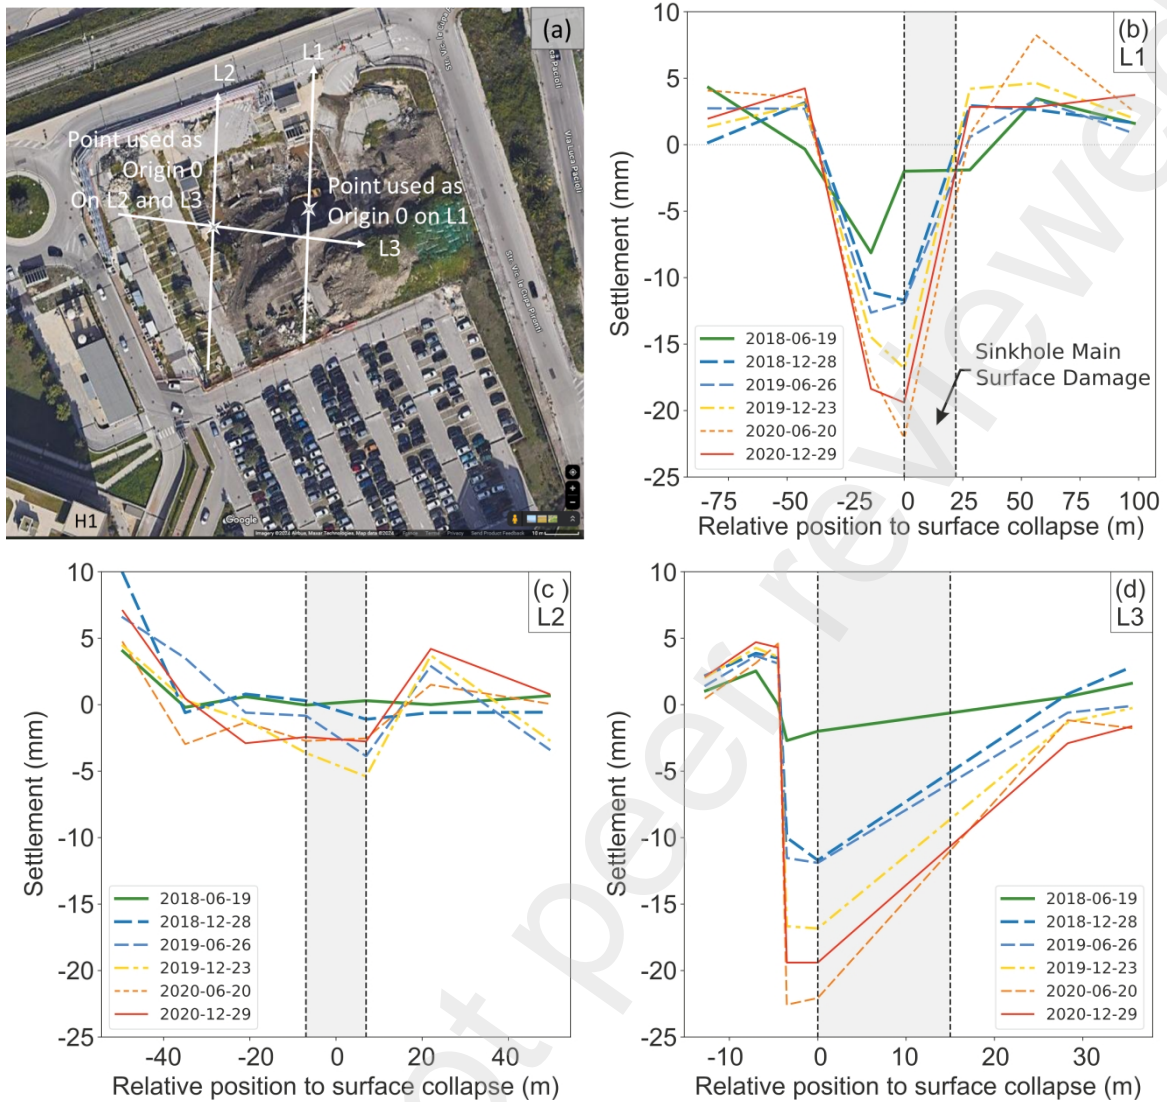 (a)
L1
L2
Point used as
Origin 0
On L2 and L3
Point used as
Origin 0 on L1
L3
Via Luca Pacioli
H1
Google
(b)
L1
10
5
0
-5
-10
-15
-20
-25
Settlement (mm)
2018-06-19
2018-12-28
2019-06-26
2019-12-23
2020-06-20
2020-12-29
Sinkhole Main
Surface Damage
-75 -50 -25 0 25 50 75 100
Relative position to surface collapse (m)
(c)
L2
10
5
0
-5
-10
-15
-20
-25
Settlement (mm)
2018-06-19
2018-12-28
2019-06-26
2019-12-23
2020-06-20
2020-12-29
-40 -20 0 20 40
Relative position to surface collapse (m)
(d)
L3
10
5
0
-5
-10
-15
-20
-25
Settlement (mm)
2018-06-19
2018-12-28
2019-06-26
2019-12-23
2020-06-20
2020-12-29
-10 0 10 20 30
Relative position to surface collapse (m)
ot peer reviewed